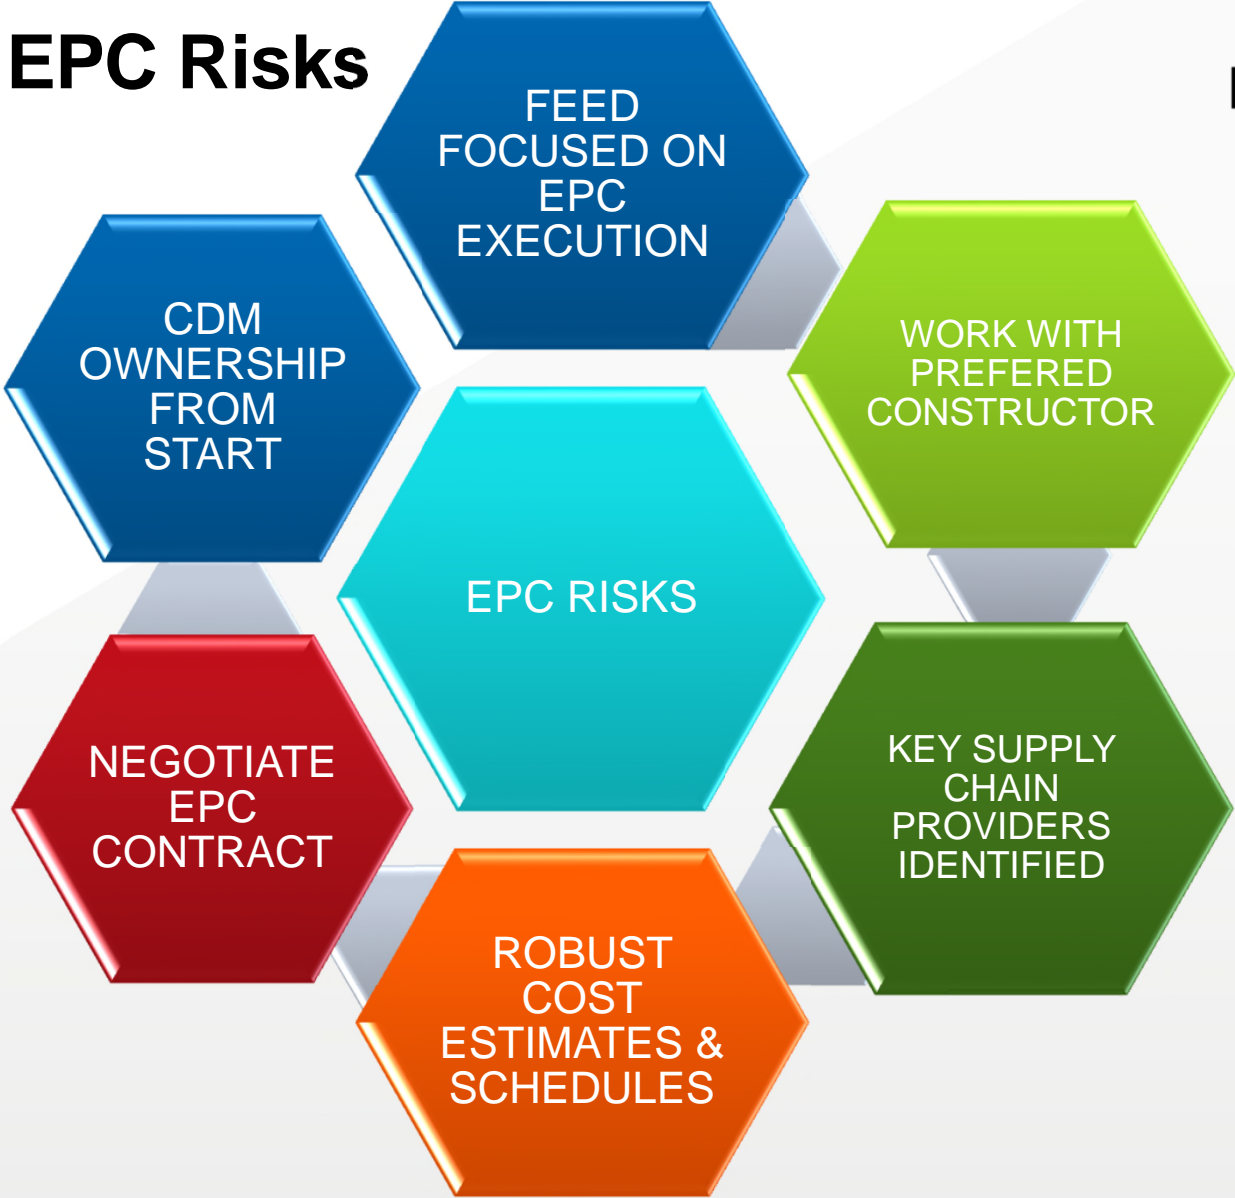 EPC Risks
FEED
FOCUSED ON
EPC
EXECUTION
WORK WITH
PREFERED
CONSTRUCTOR
KEY SUPPLY
CHAIN
PROVIDERS
IDENTIFIED
ROBUST
COST
ESTIMATES &
SCHEDULES
NEGOTIATE
EPC
CONTRACT
CDM
OWNERSHIP
FROM
START
EPC RISKS